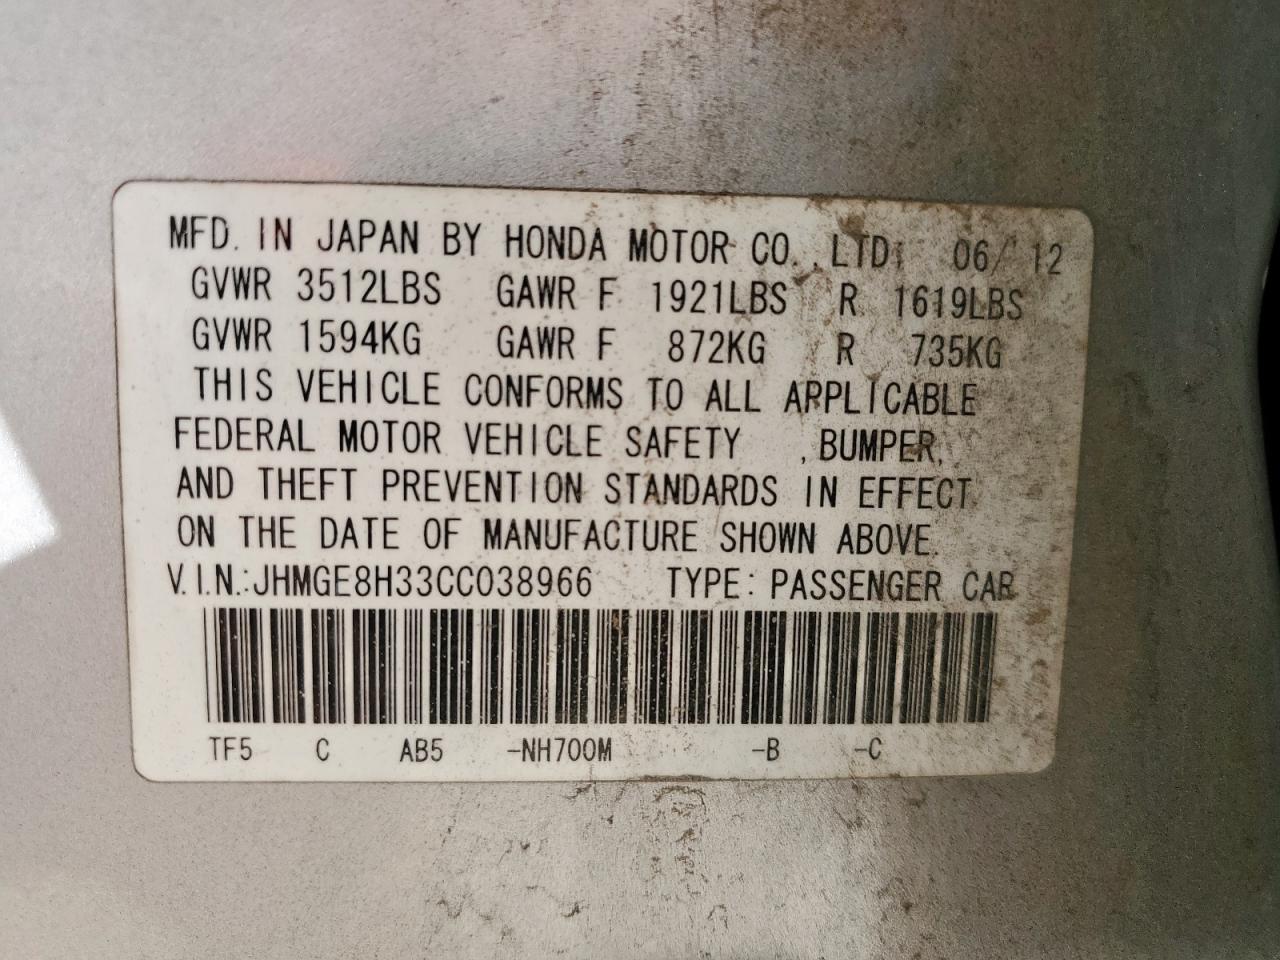 MFD. IN JAPAN BY HONDA MOTOR CO.,LTD. 06/12
GVWR 3512LBS GAWR F 1921LBS R 1619LBS
GVWR 1594KG GAWR F 872KG R 735KG
THIS VEHICLE CONFORMS TO ALL APPLICABLE
FEDERAL MOTOR VEHICLE SAFETY ,BUMPER,
AND THEFT PREVENTION STANDARDS IN EFFECT
ON THE DATE OF MANUFACTURE SHOWN ABOVE.
V.I.N.:JHMGE8H33CC038966 TYPE: PASSENGER CAR
TF5 C AB5 -NH700M -B -C